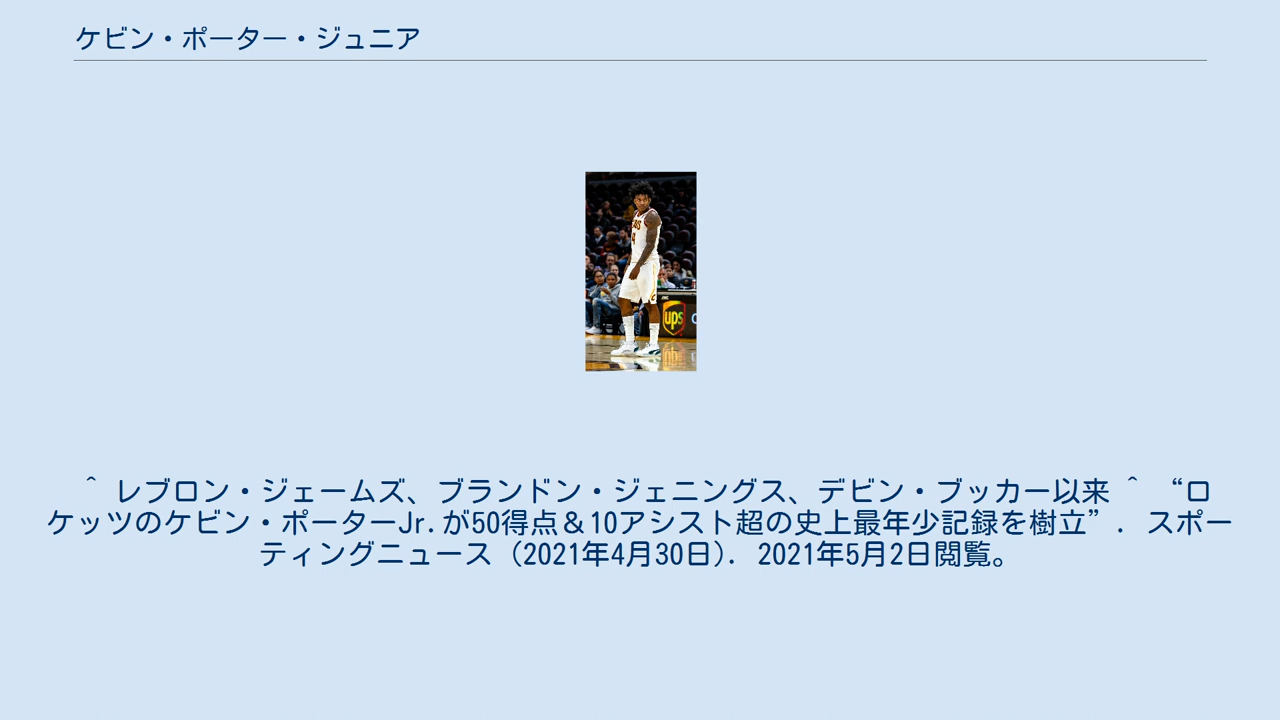 ケビン・ポーター・ジュニア
ups
^ レブロン・ジェームズ、ブランドン・ジェニングス、デビン・ブッカー以来 ^ “ロ
ケッツのケビン・ポーターJr.が50得点＆10アシスト超の史上最年少記録を樹立”. スポー
ティングニュース (2021年4月30日). 2021年5月2日閲覧。